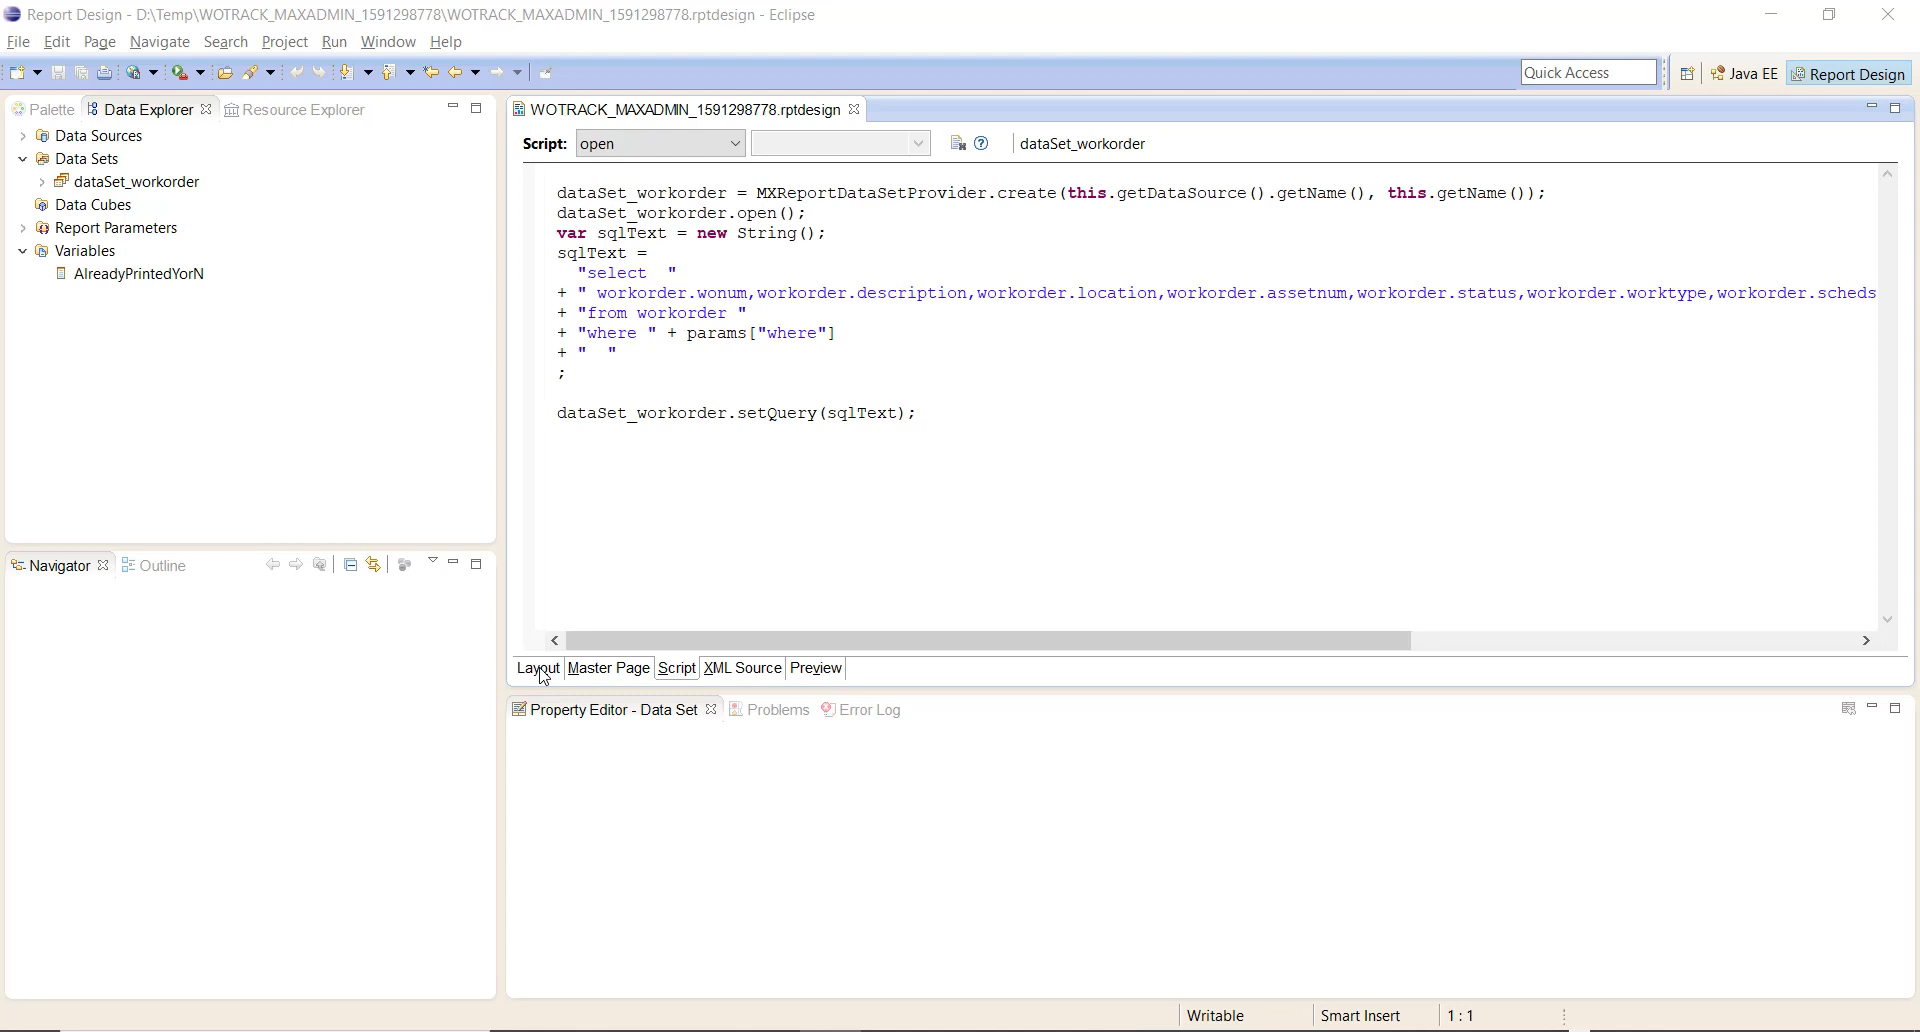 Report Design - D:\Temp\WOTRACK_MAXADMIN_1591298778\WOTRACK_MAXADMIN_1591298778.rptdesign - Eclipse
File Edit Page Navigate Search Project Run Window Help
Quick Access Java EE Report Design
Palette Data Explorer Resource Explorer
Data Sources
Data Sets
dataSet_workorder
Data Cubes
Report Parameters
Variables
AlreadyPrintedYorN
Navigator Outline
WOTRACK_MAXADMIN_1591298778.rptdesign
Script: open dataSet_workorder
dataSet_workorder = MXReportDataSetProvider.create(this.getDataSource().getName(), this.getName());
dataSet_workorder.open();
var sqlText = new String();
sqlText =
"select  "
+ " workorder.wonum,workorder.description,workorder.location,workorder.assetnum,workorder.status,workorder.worktype,workorder.scheds
+ "from workorder "
+ "where " + params["where"]
+ "  "
;
dataSet_workorder.setQuery(sqlText);
Layout Master Page Script XML Source Preview
Property Editor - Data Set Problems Error Log
Writable Smart Insert 1 : 1